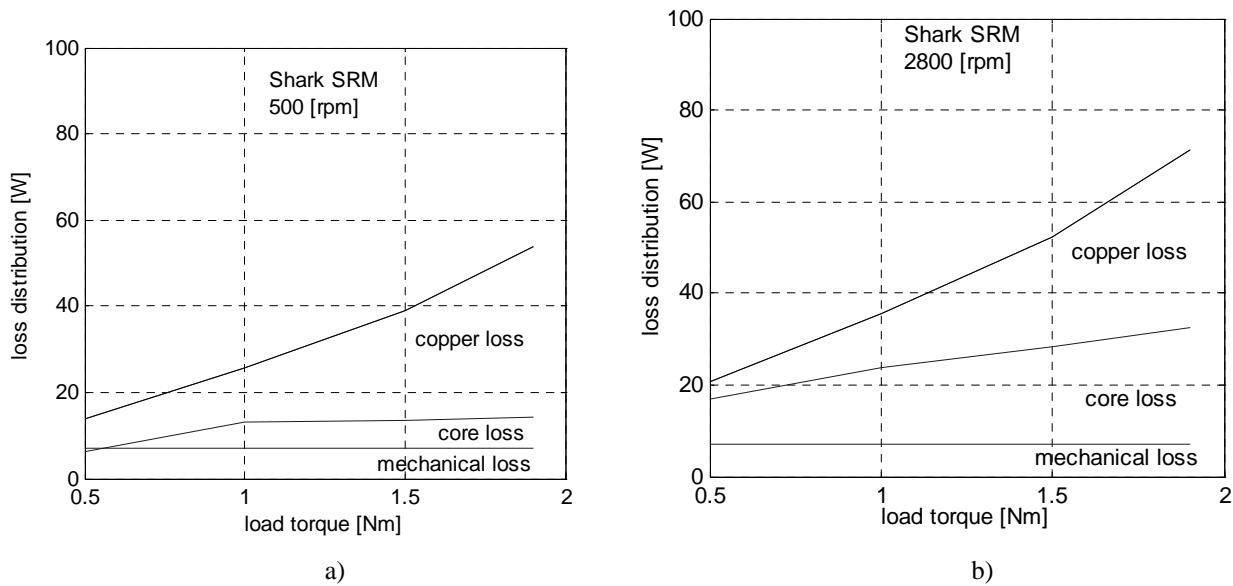 100
80
60
40
20
0
0.5
1
1.5
2
loss distribution [W]
load torque [Nm]
Shark SRM
500 [rpm]
copper loss
core loss
mechanical loss
a)
100
80
60
40
20
0
0.5
1
1.5
2
loss distribution [W]
load torque [Nm]
Shark SRM
2800 [rpm]
copper loss
core loss
mechanical loss
b)